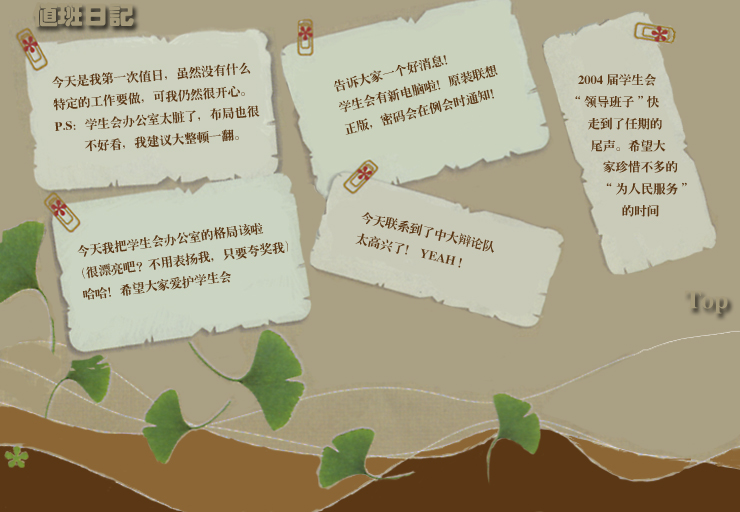 值班日記
今天是我第一次值日，虽然没有什么
特定的工作要做，可我仍然很开心。
P.S：学生会办公室太脏了，布局也很
不好看，我建议大整顿一翻。
告诉大家一个好消息！
学生会有新电脑啦！原装联想
正版，密码会在例会时通知！
2004 届学生会
“领导班子”快
走到了任期的
尾声。希望大
家珍惜不多的
“为人民服务”
的时间
今天我把学生会办公室的格局该啦
（很漂亮吧？不用表扬我，只要夸奖我）
哈哈！希望大家爱护学生会
今天联系到了中大辩论队
太高兴了！ YEAH！
Top